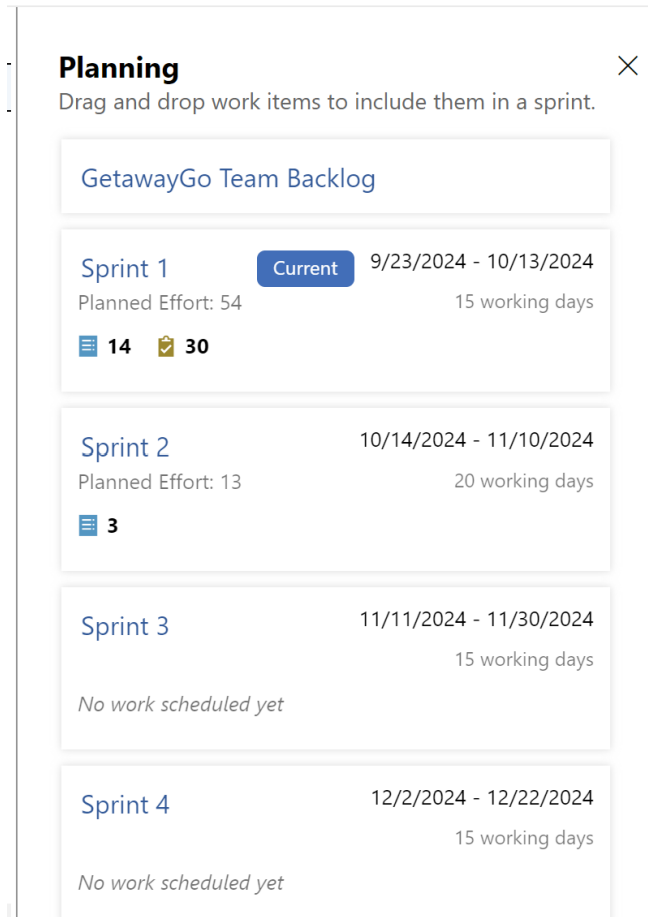 Planning
Drag and drop work items to include them in a sprint.
GetawayGo Team Backlog
Sprint 1 Current 9/23/2024 - 10/13/2024
Planned Effort: 54 15 working days
14 30
Sprint 2 10/14/2024 - 11/10/2024
Planned Effort: 13 20 working days
3
Sprint 3 11/11/2024 - 11/30/2024
15 working days
No work scheduled yet
Sprint 4 12/2/2024 - 12/22/2024
15 working days
No work scheduled yet